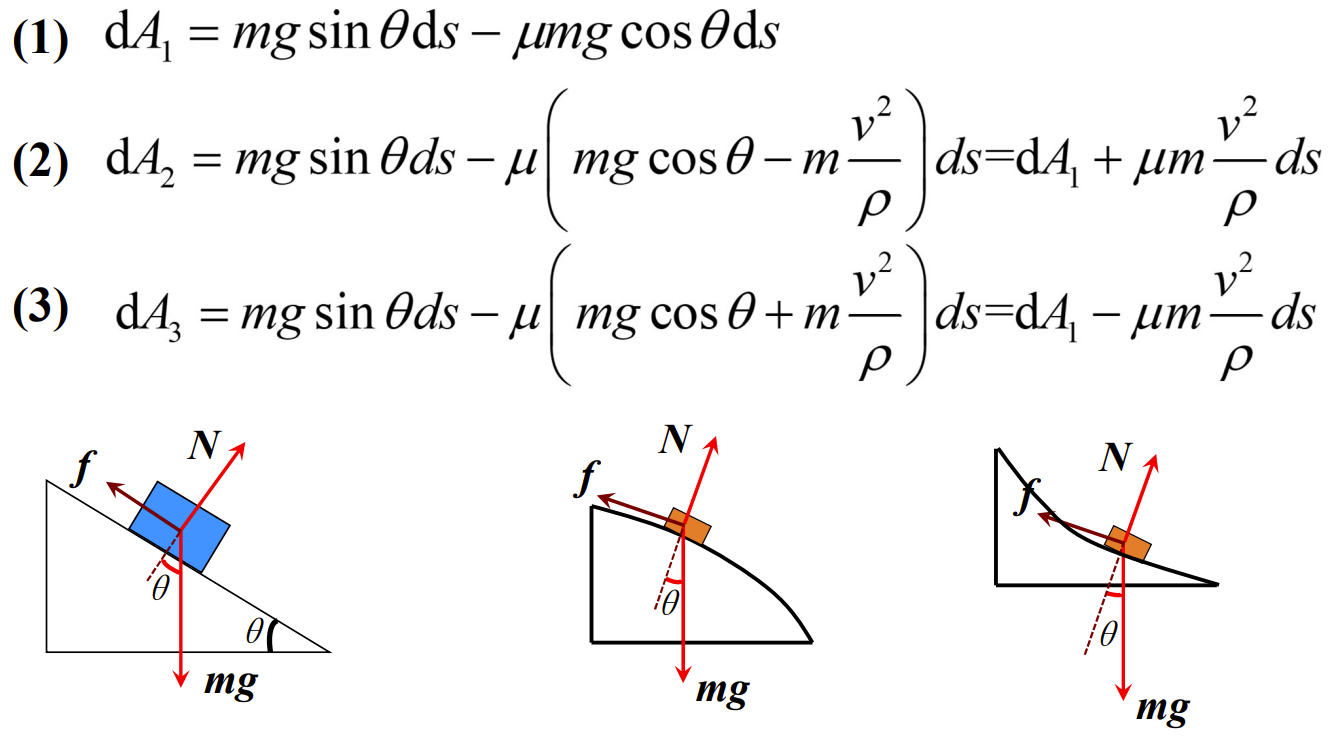 (1) dA₁ = mg sin θds − μmg cos θds
(2) dA₂ = mg sin θds − μ( mg cos θ − m v²/ρ ) ds=dA₁ + μm v²/ρ ds
(3) dA₃ = mg sin θds − μ( mg cos θ + m v²/ρ ) ds=dA₁ − μm v²/ρ ds
f N θ θ mg
f N θ mg
f N θ mg